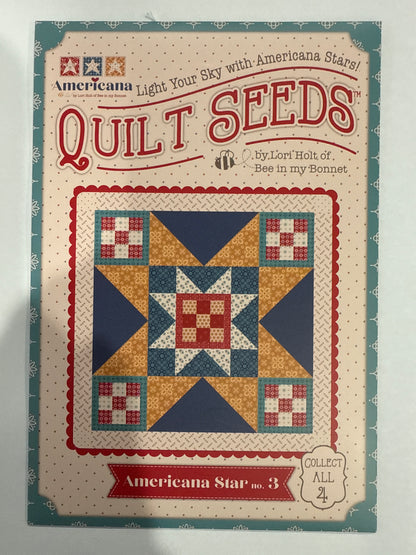 Americana
by Lori Holt of Bee in my Bonnet
Light Your Sky with Americana Stars!
QUILT SEEDS™
by Lori Holt of
Bee in my Bonnet
Americana Star no. 3
COLLECT
ALL
4